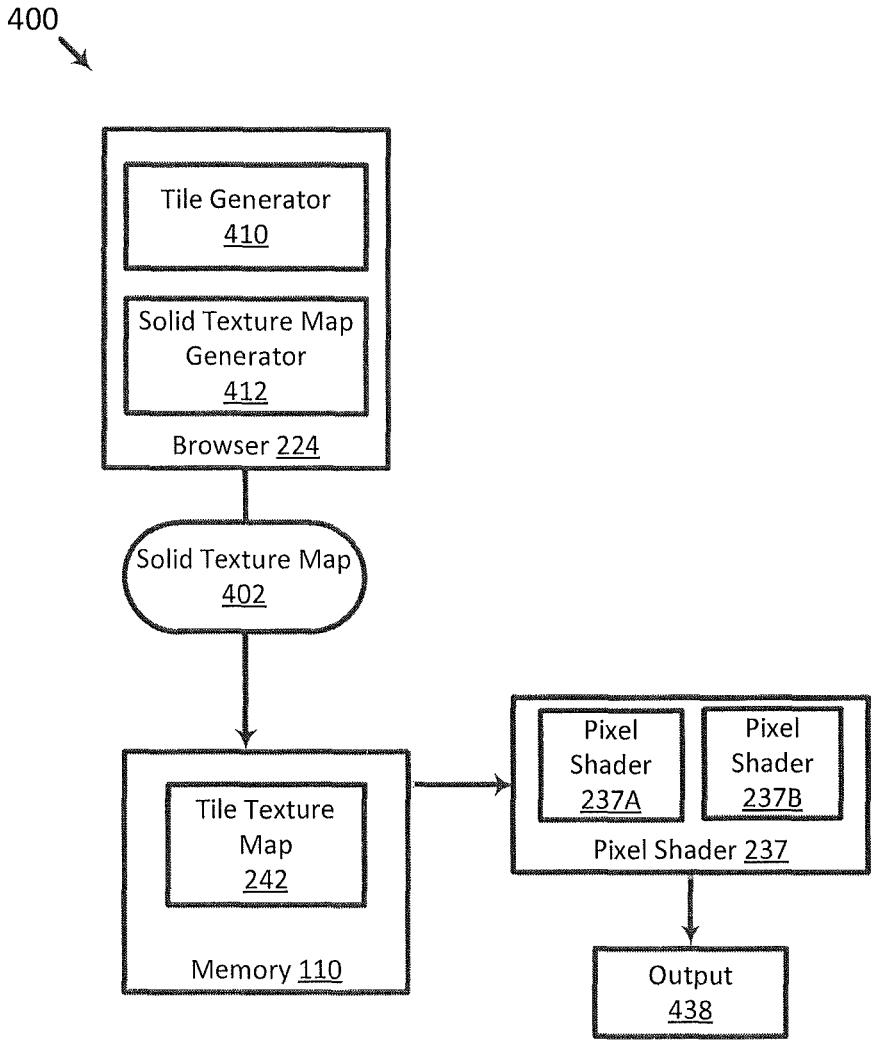 400
Tile Generator
410
Solid Texture Map
Generator
412
Browser 224
Solid Texture Map
402
Tile Texture
Map
242
Memory 110
Pixel
Shader
237A
Pixel
Shader
237B
Pixel Shader 237
Output
438